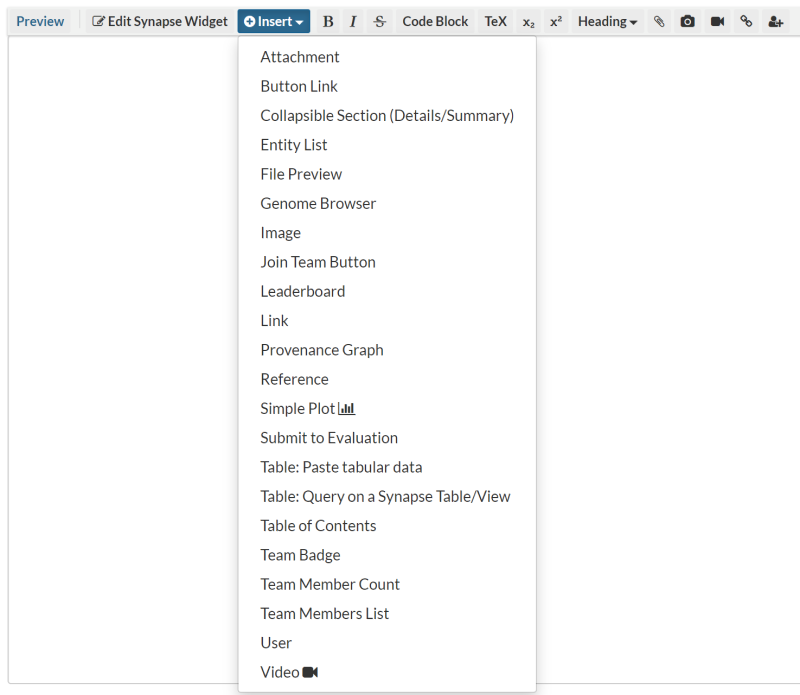 Preview Edit Synapse Widget Insert B I S Code Block TeX x₂ x² Heading
Attachment
Button Link
Collapsible Section (Details/Summary)
Entity List
File Preview
Genome Browser
Image
Join Team Button
Leaderboard
Link
Provenance Graph
Reference
Simple Plot
Submit to Evaluation
Table: Paste tabular data
Table: Query on a Synapse Table/View
Table of Contents
Team Badge
Team Member Count
Team Members List
User
Video